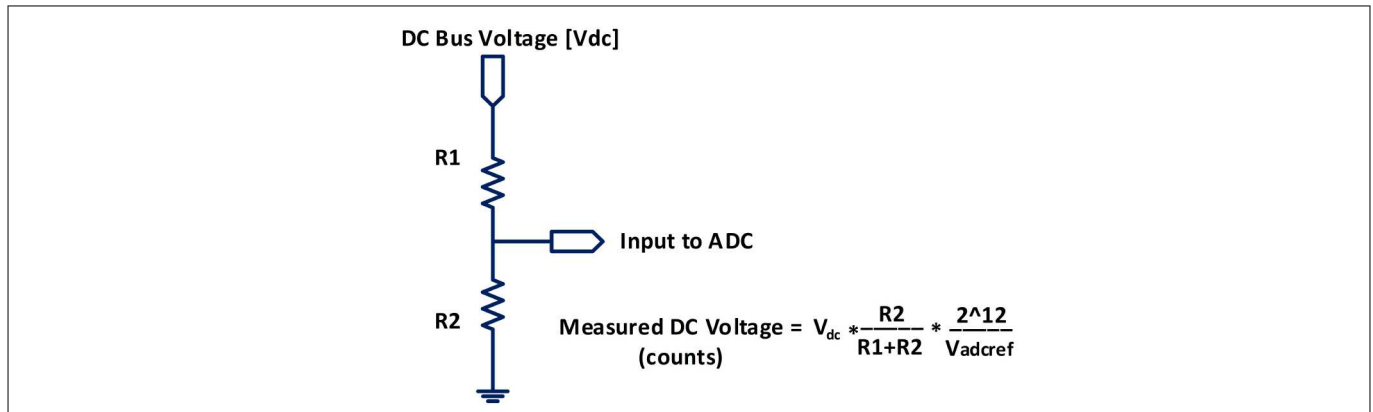 DC Bus Voltage [Vdc]
R1
Input to ADC
R2
Measured DC Voltage = Vdc * R2 / R1+R2 * 2^12 / Vadcref
(counts)